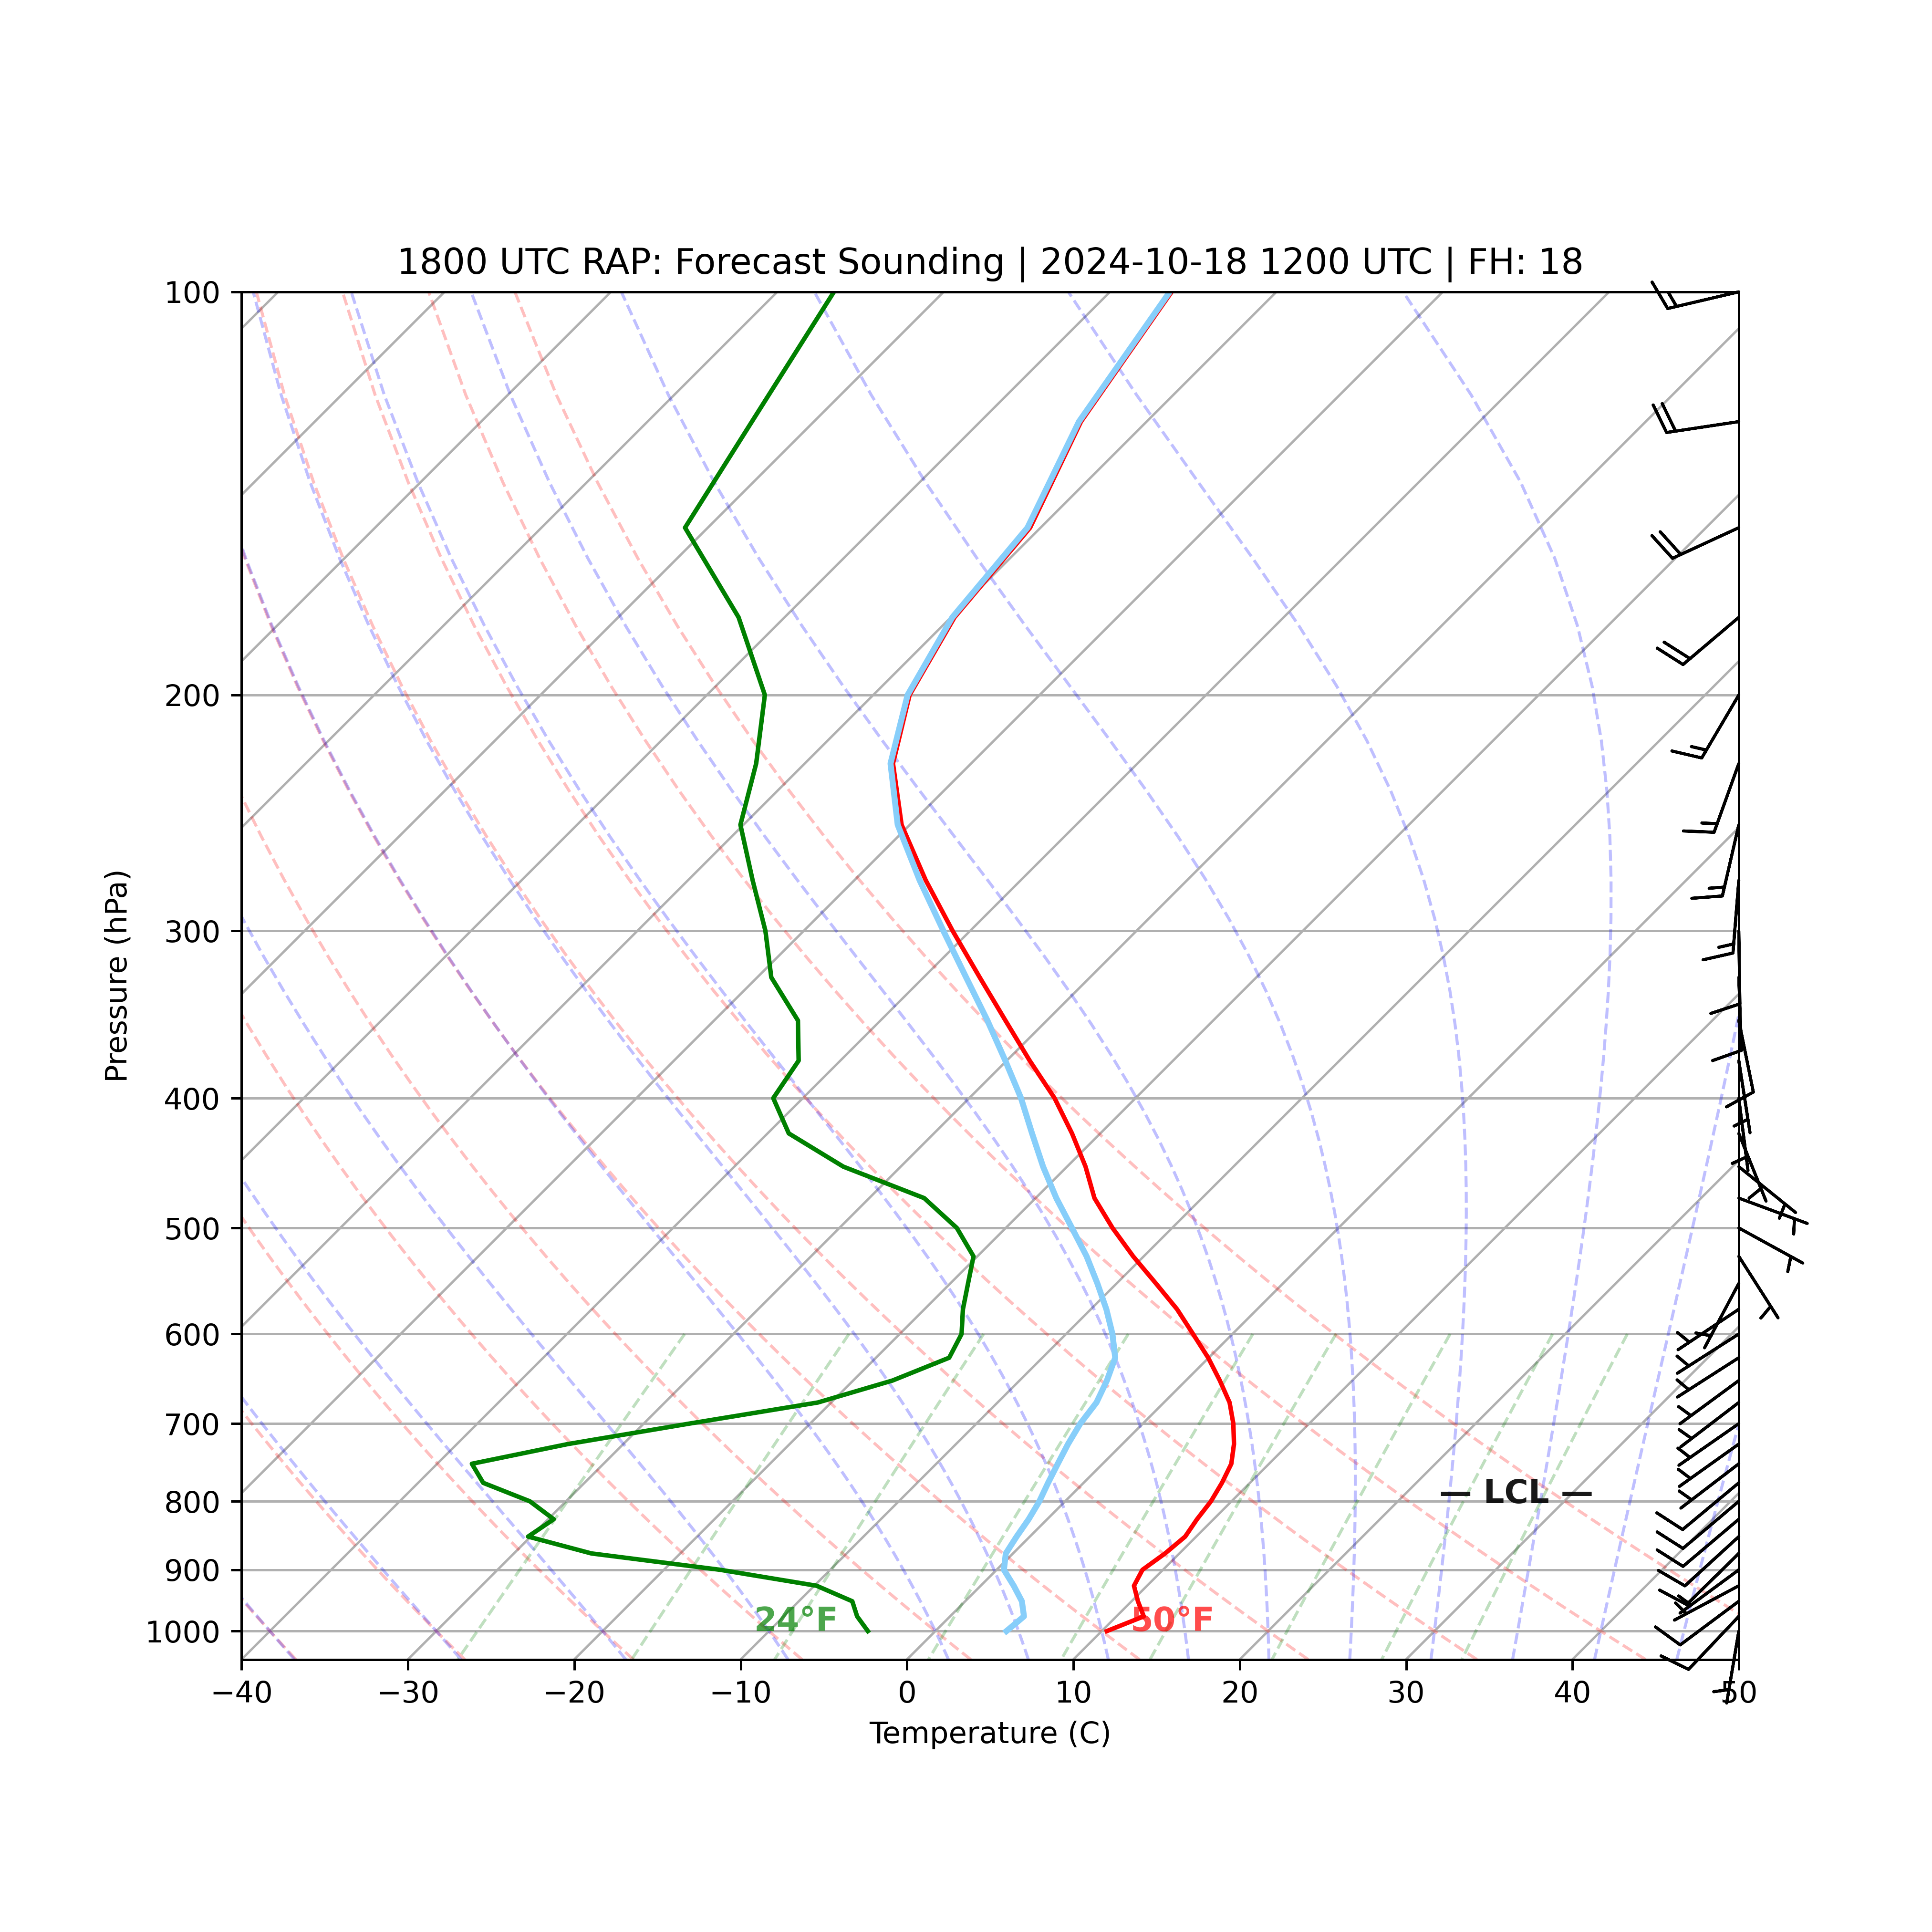 1800 UTC RAP: Forecast Sounding | 2024-10-18 1200 UTC | FH: 18
100
200
300
400
500
600
700
800
900
1000
Pressure (hPa)
— LCL —
24°F
50°F
−40 −30 −20 −10 0 10 20 30 40 50
Temperature (C)